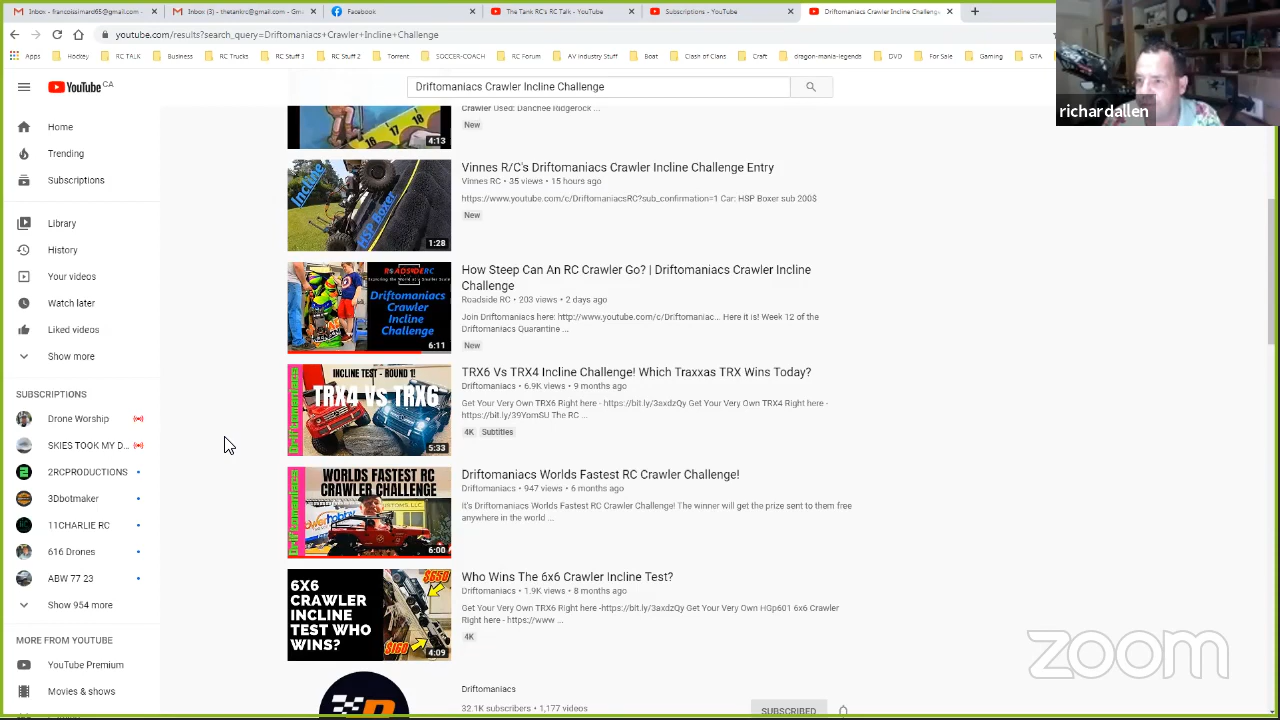 Inbox - francoissimard65@gmail.com
Inbox (3) - thetankrc@gmail.com - Gm
Facebook
The Tank RC's RC Talk - YouTube
Subscriptions - YouTube
Driftomaniacs Crawler Incline Challeng
youtube.com/results?search_query=Driftomaniacs+Crawler+Incline+Challenge
Apps
Hockey
RC TALK
Business
RC Trucks
RC Stuff 3
RC Stuff 2
Torrent
SOCCER-COACH
RC Forum
AV industry Stuff
Boat
Clash of Clans
Craft
dragon-mania-legends
DVD
For Sale
Gaming
GTA
richardallen
YouTube CA
Driftomaniacs Crawler Incline Challenge
Home
Trending
Subscriptions
Library
History
Your videos
Watch later
Liked videos
Show more
SUBSCRIPTIONS
Drone Worship
SKIES TOOK MY D...
2RCPRODUCTIONS
3Dbotmaker
11CHARLIE RC
616 Drones
ABW 77 23
Show 954 more
MORE FROM YOUTUBE
YouTube Premium
Movies & shows
16 17 18
4:13
Crawler Used: Danchee Ridgerock ...
New
Incline
HSP Boxer
1:28
Vinnes R/C's Driftomaniacs Crawler Incline Challenge Entry
Vinnes RC • 35 views • 15 hours ago
https://www.youtube.com/c/DriftomaniacsRC?sub_confirmation=1 Car: HSP Boxer sub 200$
New
ROADSIDERC
Exploring the World at a Smaller Scale
Driftomaniacs
Crawler
Incline
Challenge
6:11
How Steep Can An RC Crawler Go? | Driftomaniacs Crawler Incline
Challenge
Roadside RC • 203 views • 2 days ago
Join Driftomaniacs here: http://www.youtube.com/c/Driftomaniac... Here it is! Week 12 of the
Driftomaniacs Quarantine ...
New
INCLINE TEST - ROUND 1!
TRX4 Vs TRX6
Driftomaniacs
5:33
TRX6 Vs TRX4 Incline Challenge! Which Traxxas TRX Wins Today?
Driftomaniacs • 6.9K views • 9 months ago
Get Your Very Own TRX6 Right here - https://bit.ly/3axdzQy Get Your Very Own TRX4 Right here -
https://bit.ly/39YomSU The RC ...
4K
Subtitles
WORLDS FASTEST RC
CRAWLER CHALLENGE
Driftomaniacs
6:00
Driftomaniacs Worlds Fastest RC Crawler Challenge!
Driftomaniacs • 947 views • 6 months ago
It's Driftomaniacs Worlds Fastest RC Crawler Challenge! The winner will get the prize sent to them free
anywhere in the world ...
6X6
CRAWLER
INCLINE
TEST WHO
WINS?
$650
$160
4:09
Who Wins The 6x6 Crawler Incline Test?
Driftomaniacs • 1.9K views • 8 months ago
Get Your Very Own TRX6 Right here -https://bit.ly/3axdzQy Get Your Very Own HGp601 6x6 Crawler
Right here - https://www ...
4K
Driftomaniacs
32.1K subscribers • 1,177 videos
SUBSCRIBED
zoom